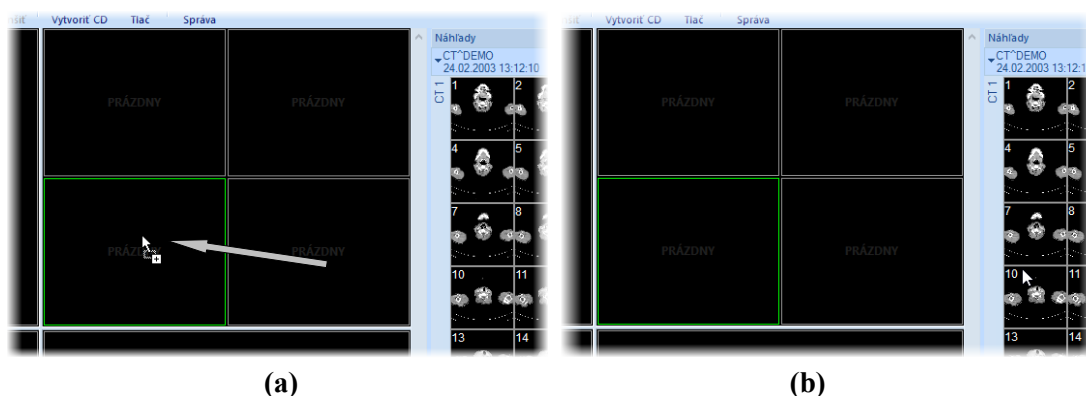 Vytvoriť CD Tlač Správa
PRÁZDNY PRÁZDNY
PRÁZDNY PRÁZDNY
Náhľady
CT^DEMO
24.02.2003 13:12:10
CT 1
1 2
4 5
7 8
10 11
13 14
(a)
Vytvoriť CD Tlač Správa
PRÁZDNY PRÁZDNY
PRÁZDNY PRÁZDNY
Náhľady
CT^DEMO
24.02.2003 13:12:1
CT 1
1 2
4 5
7 8
10 11
13 14
(b)